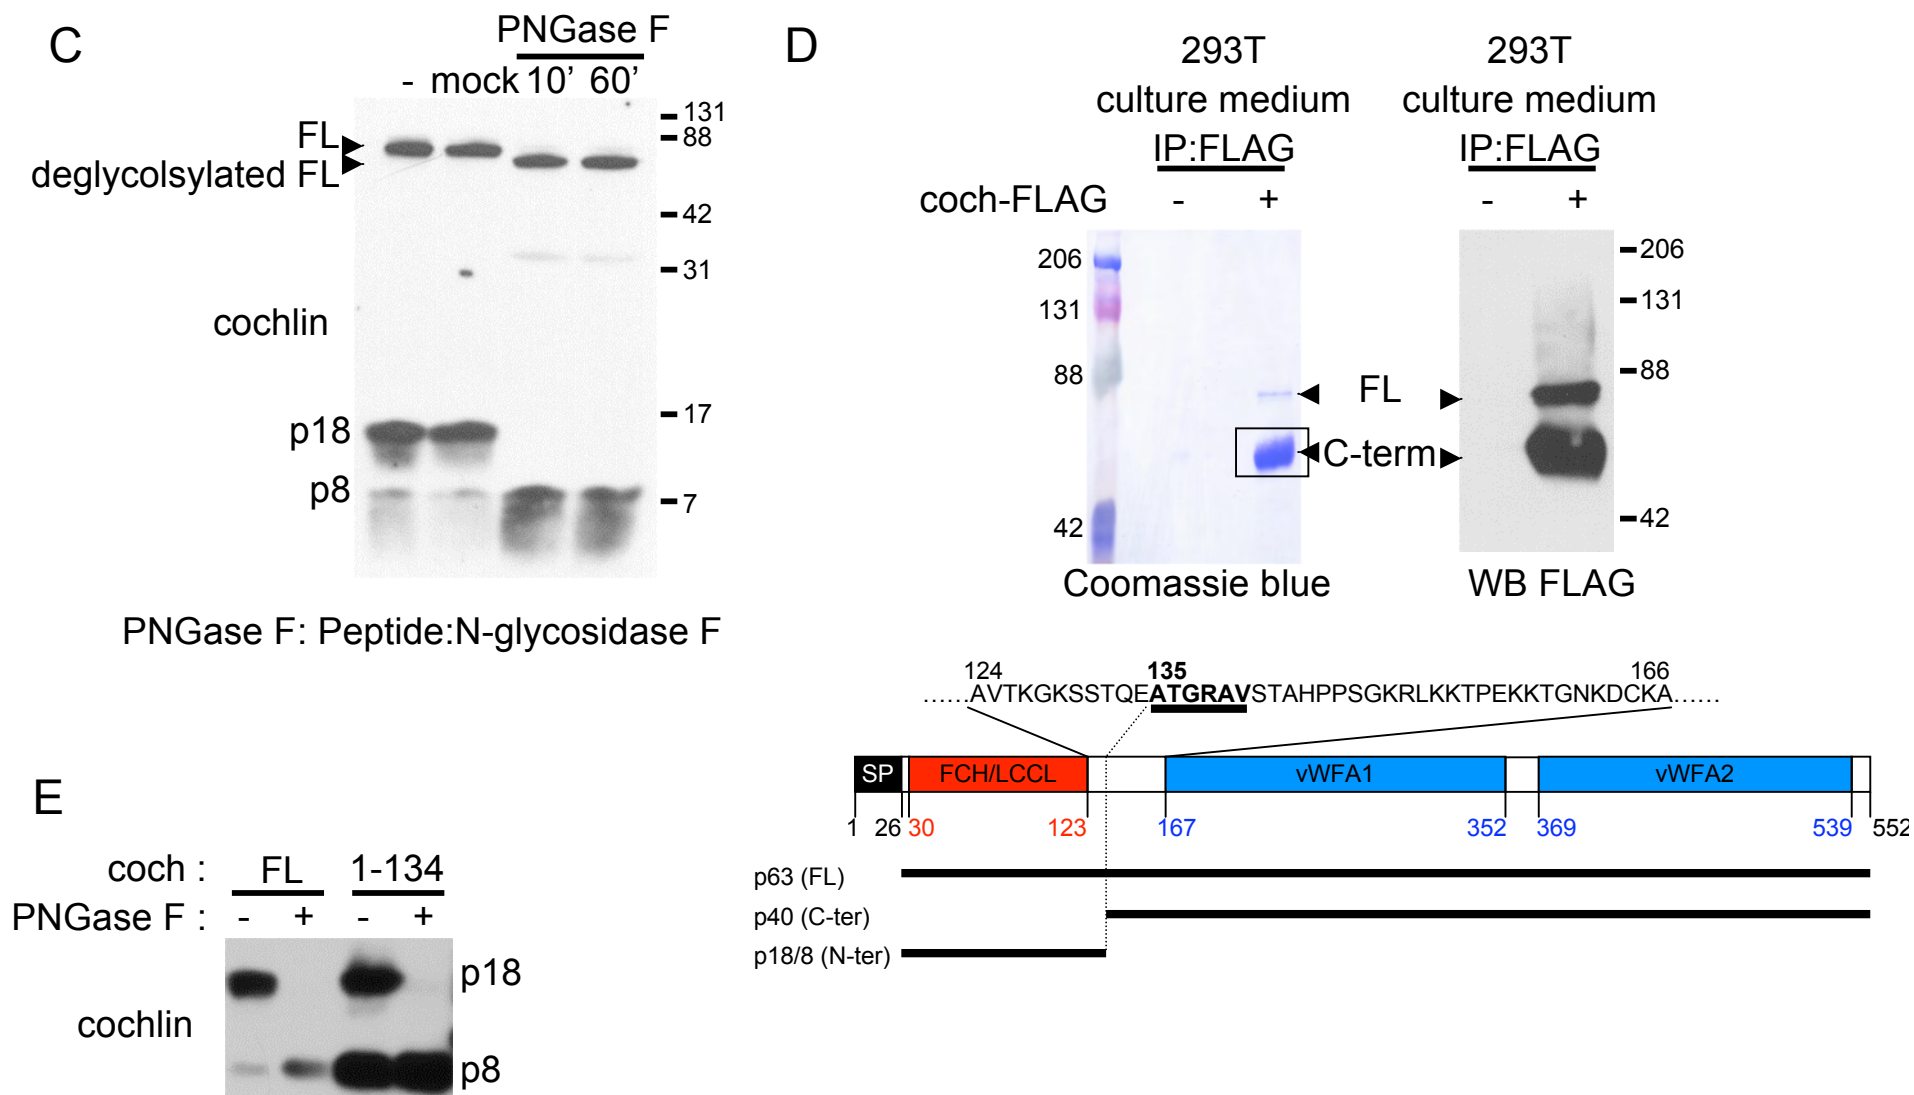 C
PNGase F
- mock 10’ 60’
131
FL
88
deglycolsylated FL
42
31
cochlin
17
p18
p8
7
PNGase F: Peptide:N-glycosidase F
D
293T
culture medium
IP:FLAG
293T
culture medium
IP:FLAG
coch-FLAG - + - +
206
131
88
42
FL
C-term
206
131
88
42
Coomassie blue
WB FLAG
124 135 166
......AVTKGKSSTQEATGRAVSTAHPPSGKRLKKTPEKKTGNKDCKA......
SP FCH/LCCL vWFA1 vWFA2
1 26 30 123 167 352 369 539 552
p63 (FL)
p40 (C-ter)
p18/8 (N-ter)
E
coch : FL 1-134
PNGase F : - + - +
p18
cochlin
p8